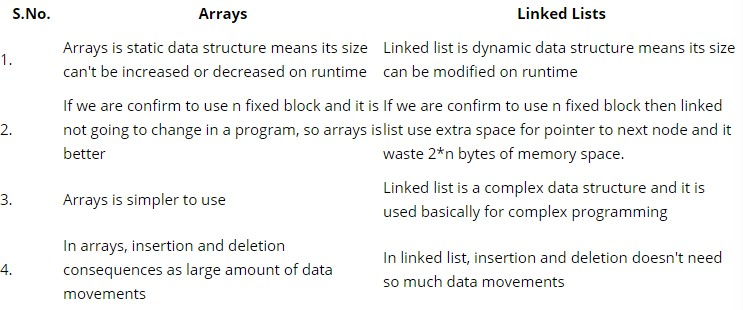 S.No. Arrays Linked Lists
1. Arrays is static data structure means its size can't be increased or decreased on runtime
Linked list is dynamic data structure means its size can be modified on runtime
2. If we are confirm to use n fixed block and it is not going to change in a program, so arrays is better
If we are confirm to use n fixed block then linked list use extra space for pointer to next node and it waste 2*n bytes of memory space.
3. Arrays is simpler to use
Linked list is a complex data structure and it is used basically for complex programming
4. In arrays, insertion and deletion consequences as large amount of data movements
In linked list, insertion and deletion doesn't need so much data movements